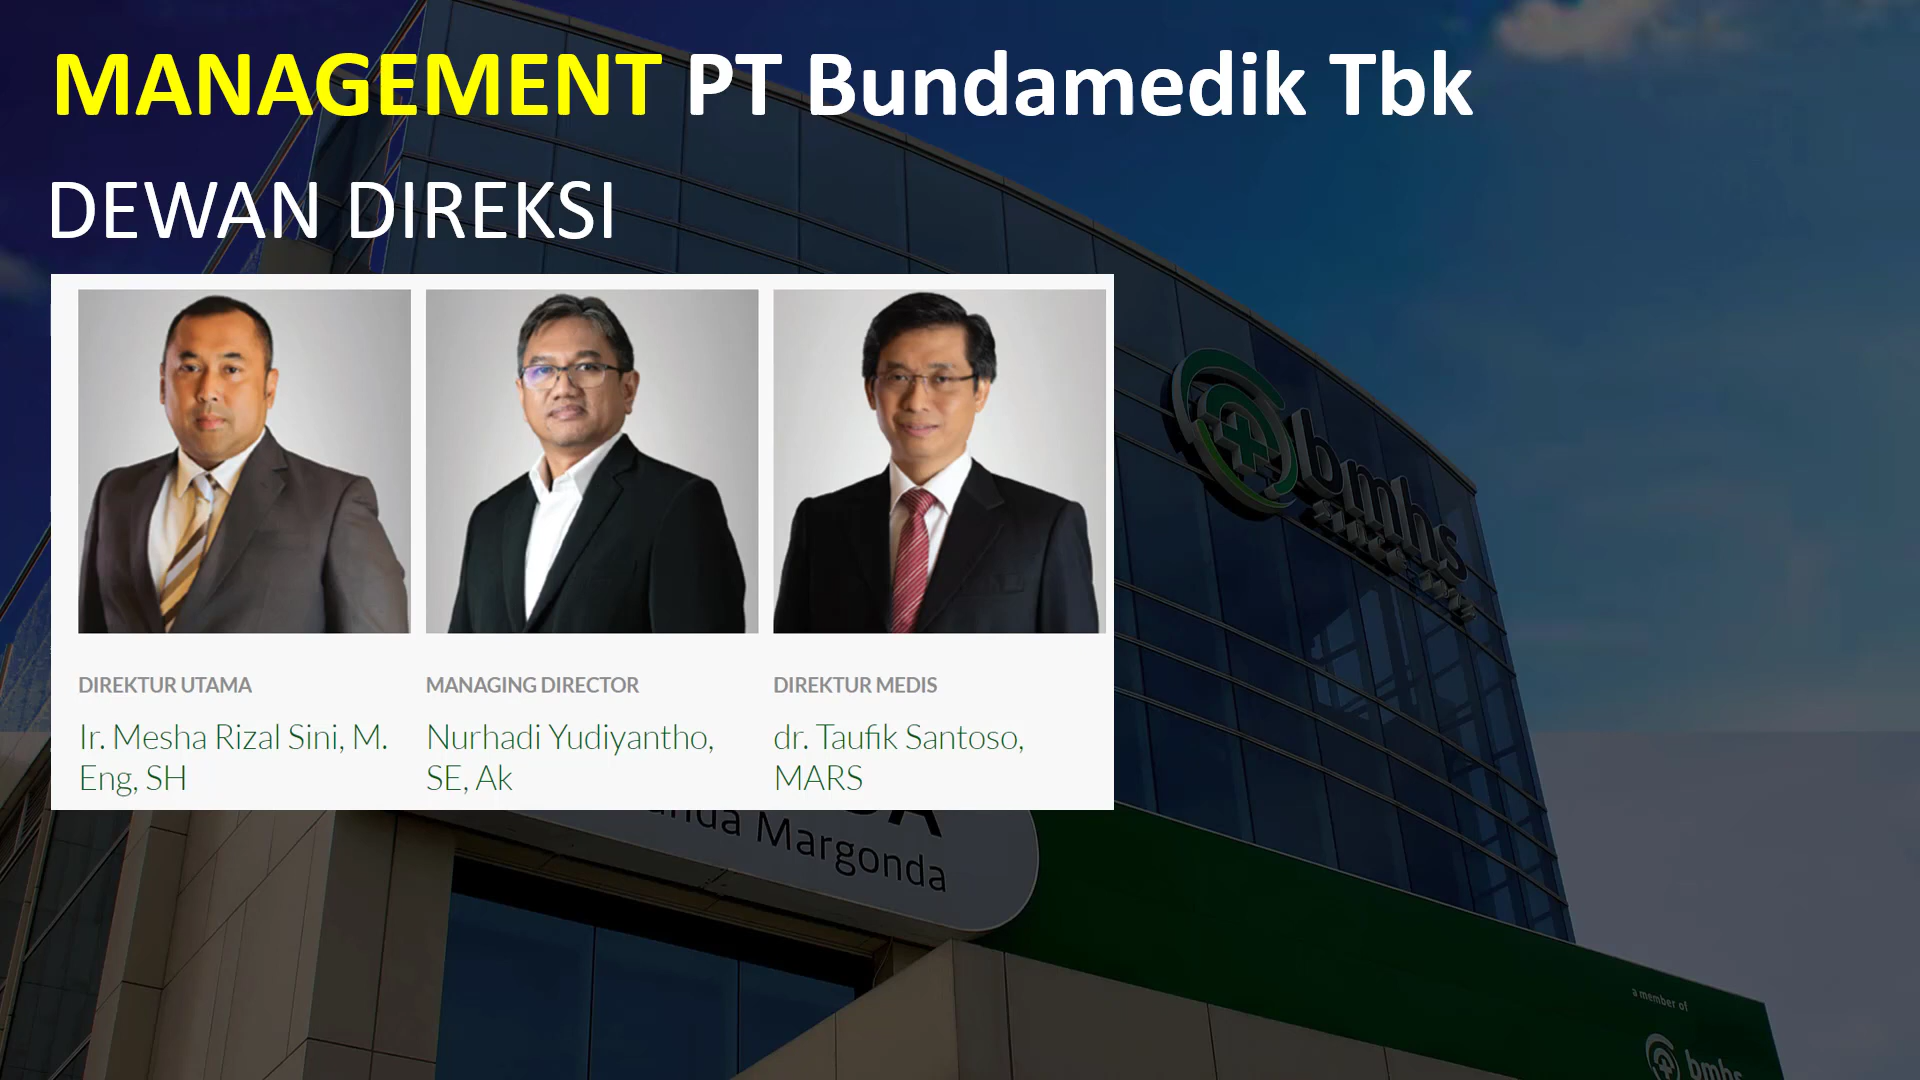 MANAGEMENT PT Bundamedik Tbk
DEWAN DIREKSI
DIREKTUR UTAMA
Ir. Mesha Rizal Sini, M.
Eng, SH
MANAGING DIRECTOR
Nurhadi Yudiyantho,
SE, Ak
DIREKTUR MEDIS
dr. Taufik Santoso,
MARS
bmhs
Margonda
a member of
bmhs